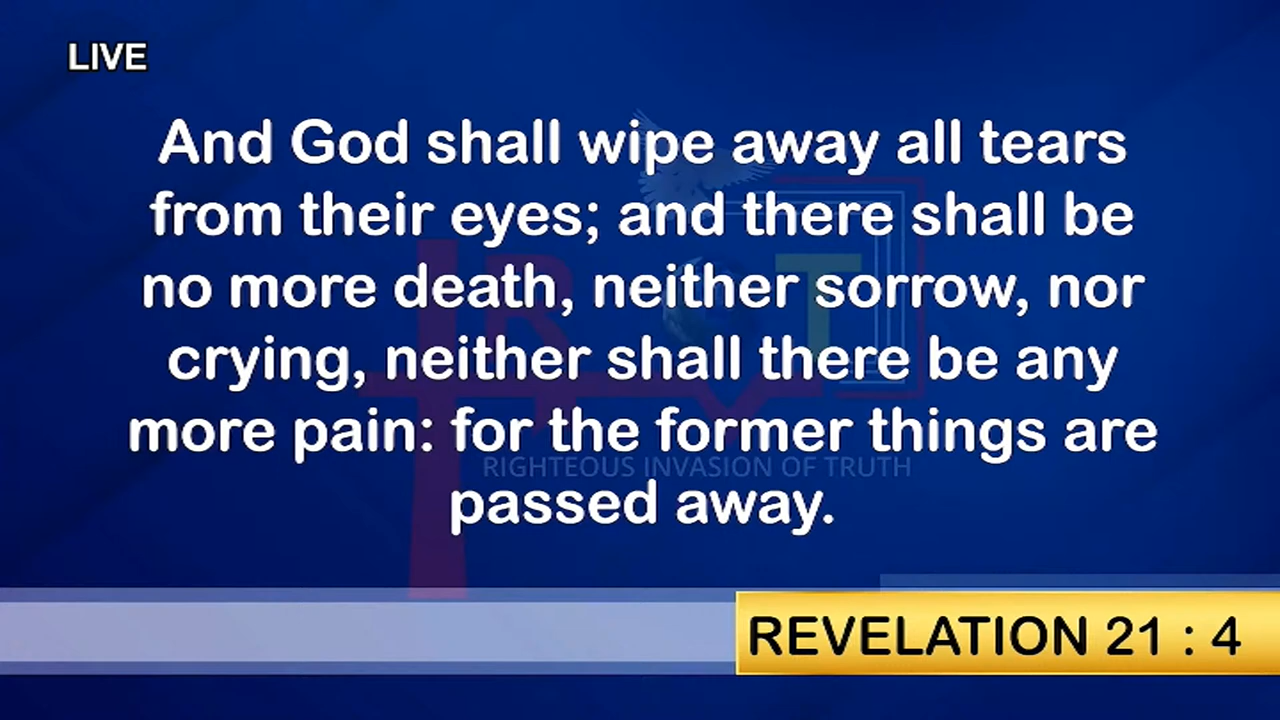 LIVE
And God shall wipe away all tears
from their eyes; and there shall be
no more death, neither sorrow, nor
crying, neither shall there be any
more pain: for the former things are
RIGHTEOUS INVASION OF TRUTH
passed away.
REVELATION 21 : 4